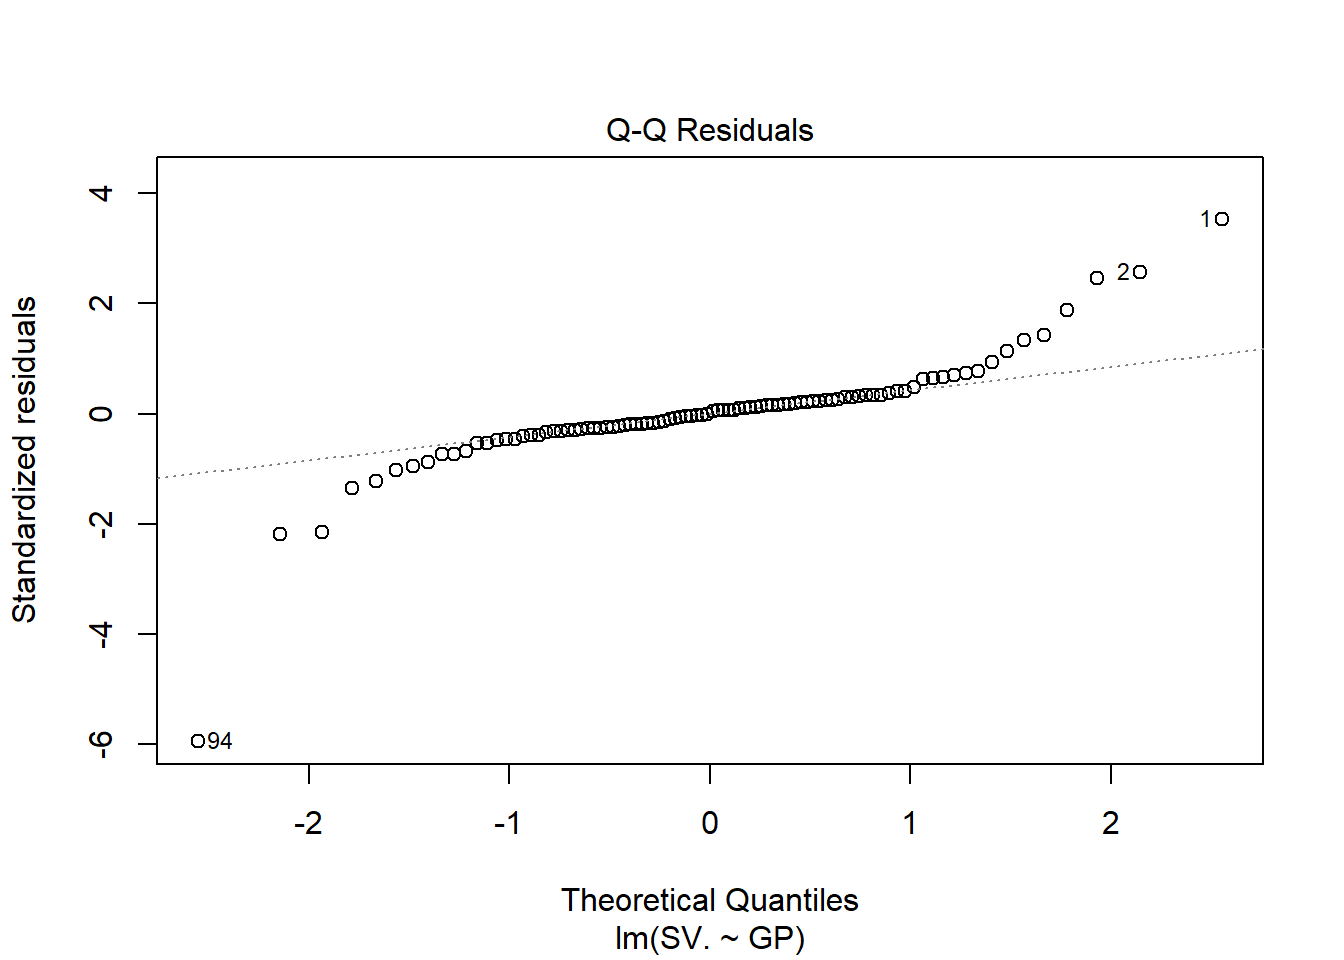 Q-Q Residuals
Standardized residuals
4
2
0
-2
-4
-6
1
2
94
-2 -1 0 1 2
Theoretical Quantiles
lm(SV. ~ GP)